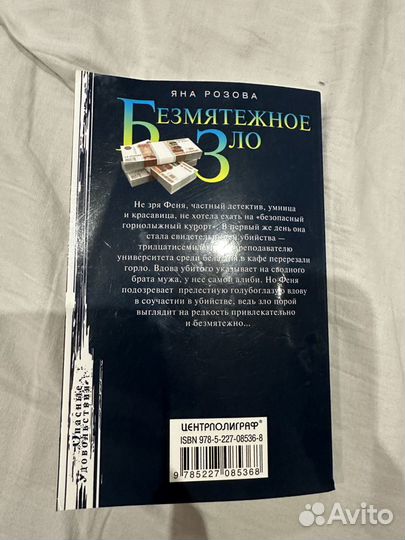 ЯНА РОЗОВА
БЕЗМЯТЕЖНОЕ
ЗЛО
Не зря Феня, частный детектив, умница
и красавица, не хотела ехать на «безопасный
горнолыжный курорт». В первый же день она
стала свидетельницей убийства —
университета среди бела дня в кафе перерезали
горло. Вдова убитого указывает на сводного
брата мужа, у нее самой алиби. Но Феня
подозревает прелестную голубоглазую вдову
в соучастии в убийстве, ведь зло порой
выглядит на редкость привлекательно
и безмятежно...
Опасные
удовольствия
ЦЕНТРПОЛИГРАФ
ISBN 978-5-227-08536-8
9 785227 085368
Avito